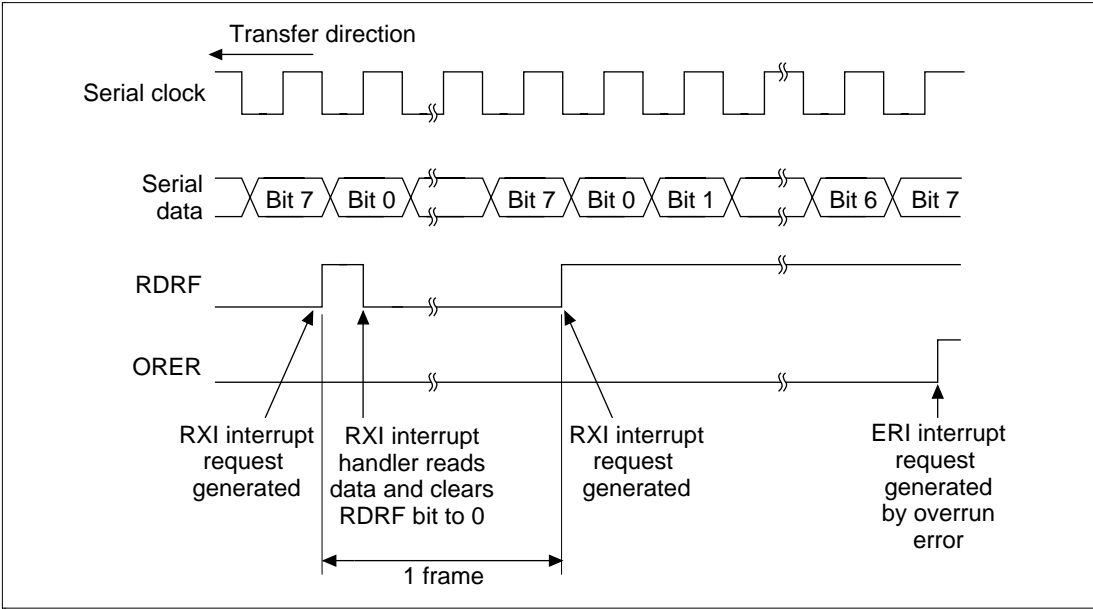 Transfer direction
Serial clock
Serial
data
Bit 7
Bit 0
Bit 7
Bit 0
Bit 1
Bit 6
Bit 7
RDRF
ORER
RXI interrupt
request
generated
RXI interrupt
handler reads
data and clears
RDRF bit to 0
RXI interrupt
request
generated
ERI interrupt
request
generated
by overrun
error
1 frame